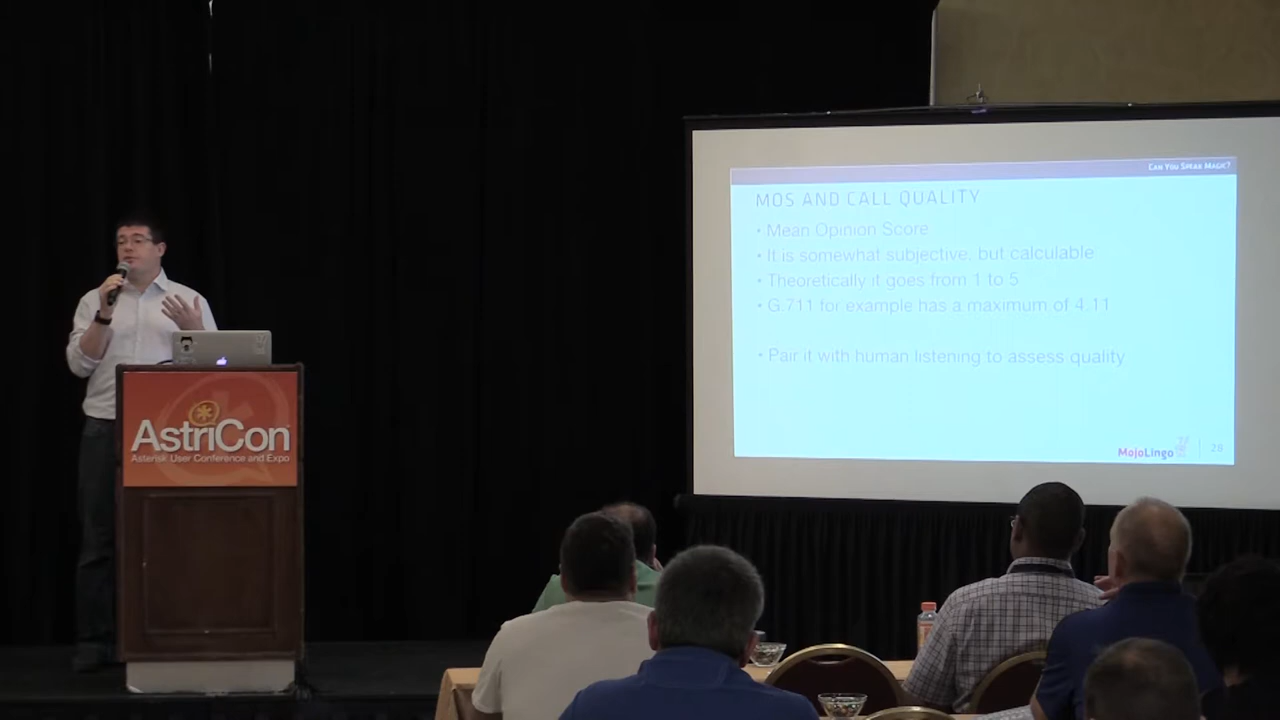 CAN YOU SPEAK MAGIC?
MOS AND CALL QUALITY
• Mean Opinion Score
• It is somewhat subjective, but calculable
• Theoretically it goes from 1 to 5
• G.711 for example has a maximum of 4.11
• Pair it with human listening to assess quality
MojoLingo
28
AstriCon
Asterisk User Conference and Expo